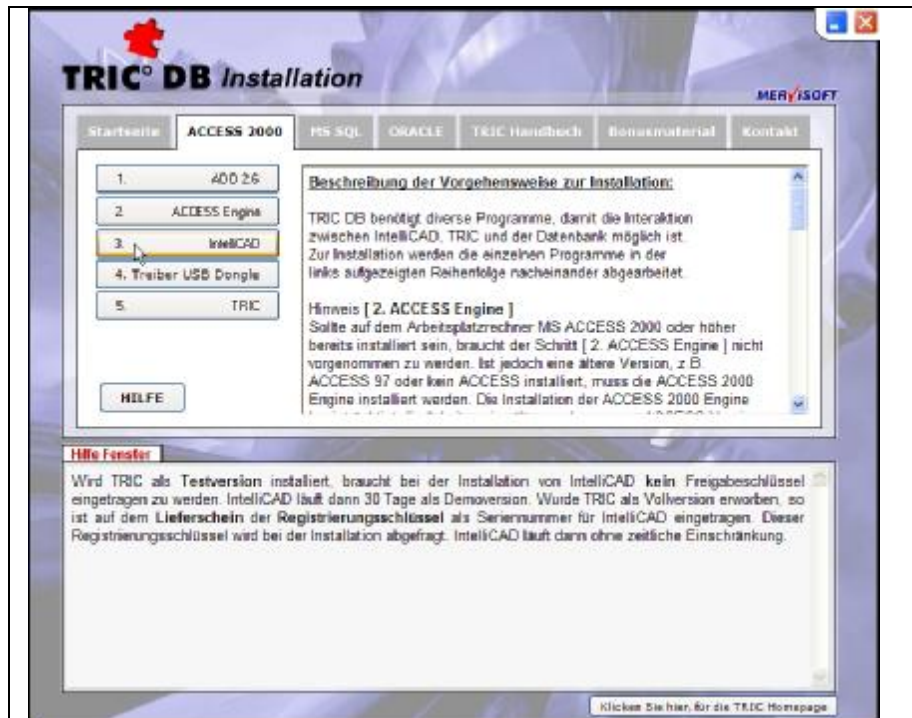 TRIC° DB Installation
MERViSOFT
Startseite ACCESS 2000 MS SQL ORACLE TRIC Handbuch Bonusmaterial Kontakt
1. ADO 2.6
2 ACCESS Engine
3. IntelliCAD
4. Treiber USB Dongle
5. TRIC
HILFE
Beschreibung der Vorgehensweise zur Installation:
TRIC DB benötigt diverse Programme, damit die Interaktion
zwischen IntelliCAD, TRIC und der Datenbank möglich ist.
Zur Installation werden die einzelnen Programme in der
links aufgezeigten Reihenfolge nacheinander abgearbeitet.
Hinweis [ 2. ACCESS Engine ]
Sollte auf dem Arbeitsplatzrechner MS ACCESS 2000 oder höher
bereits installiert sein, braucht der Schritt [ 2. ACCESS Engine ] nicht
vorgenommen zu werden. Ist jedoch eine ältere Version, z.B.
ACCESS 97 oder kein ACCESS installiert, muss die ACCESS 2000
Engine installiert werden. Die Installation der ACCESS 2000 Engine
Hilfe Fenster
Wird TRIC als Testversion installiert, braucht bei der Installation von IntelliCAD kein Freigabeschlüssel
eingetragen zu werden. IntelliCAD läuft dann 30 Tage als Demoversion. Wurde TRIC als Vollversion erworben, so
ist auf dem Lieferschein der Registrierungsschlüssel als Seriennummer für IntelliCAD eingetragen. Dieser
Registrierungsschlüssel wird bei der Installation abgefragt. IntelliCAD läuft dann ohne zeitliche Einschränkung.
Klicken Sie hier, für die TRIC Homepage